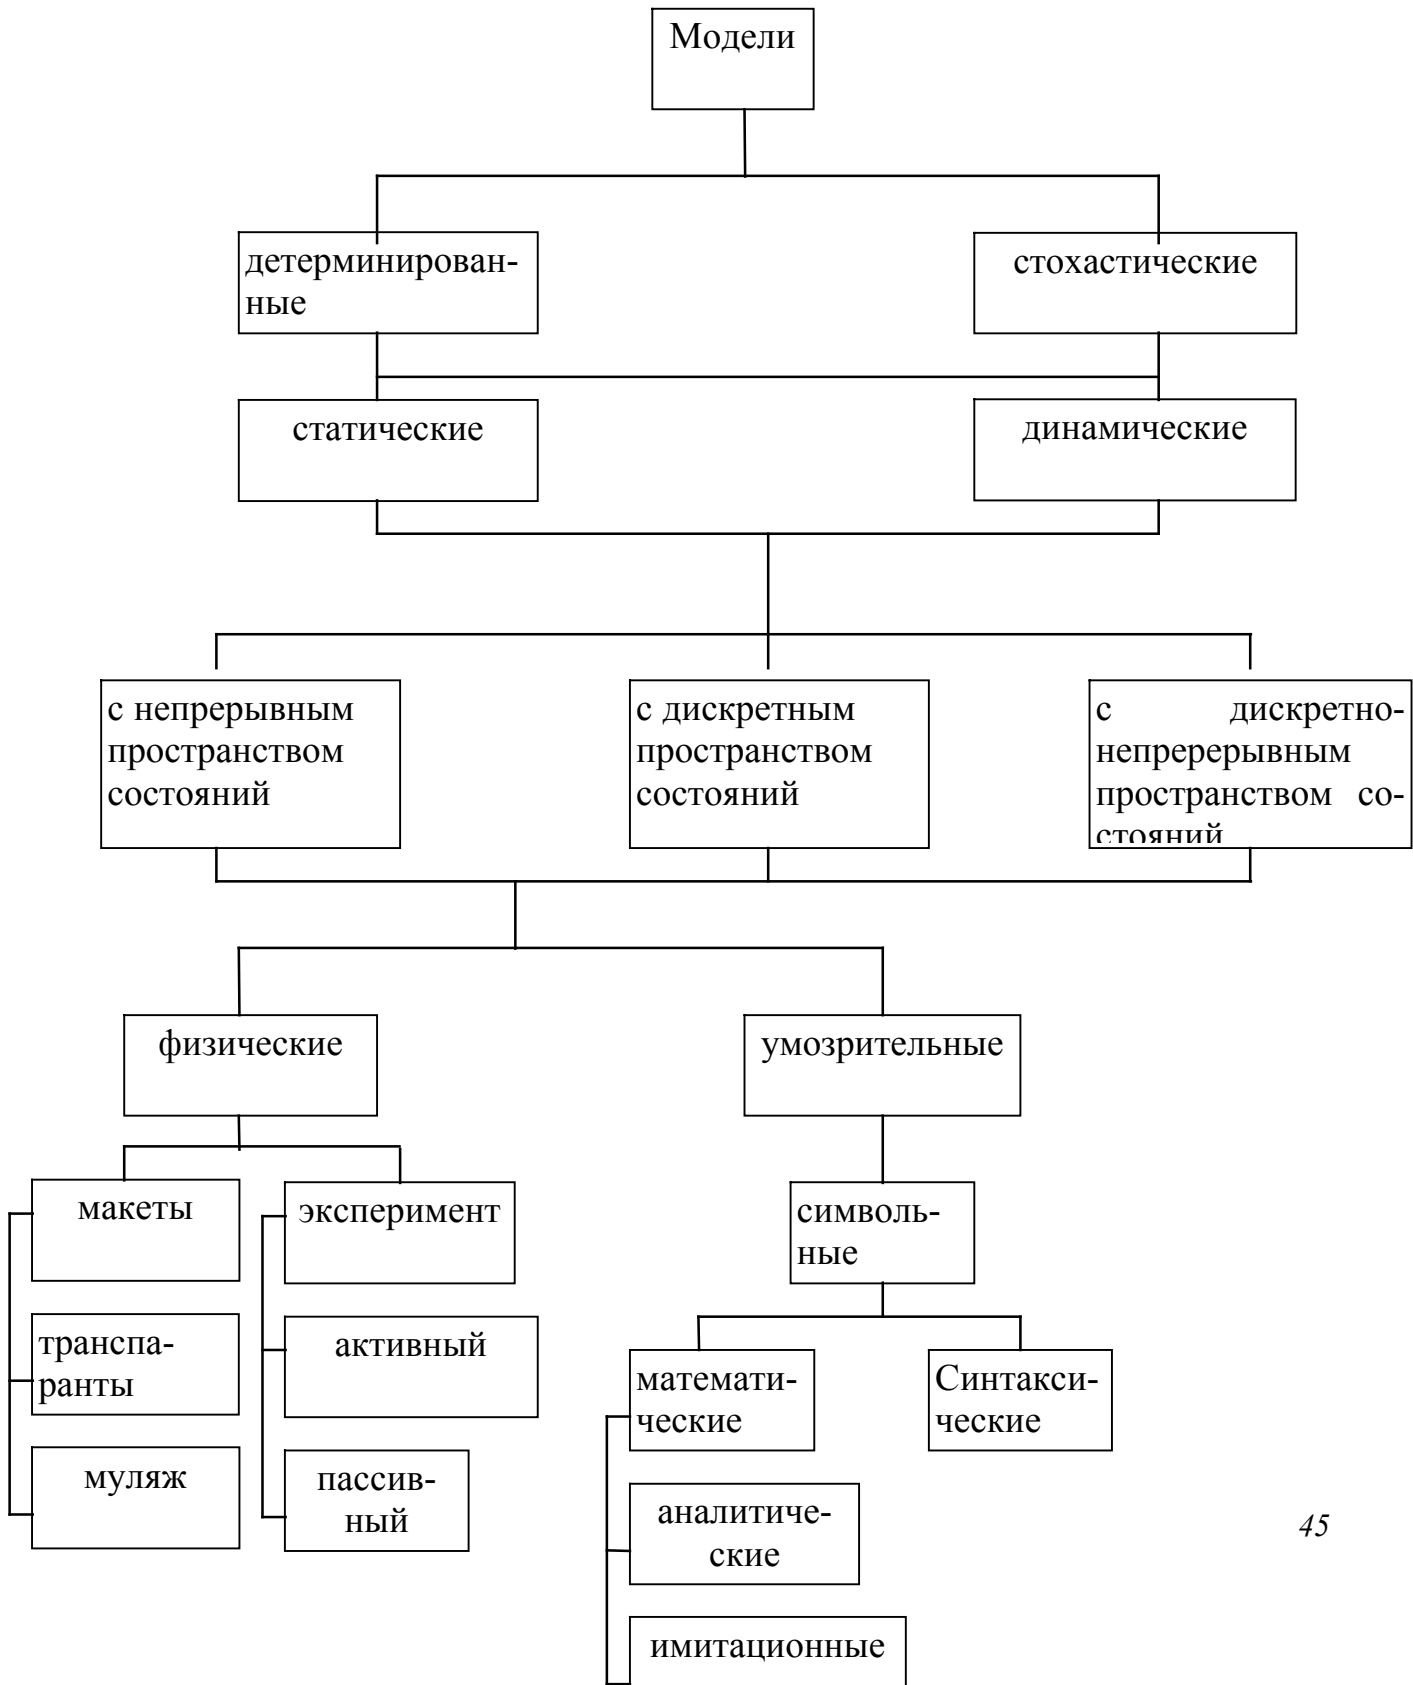 Модели
детерминирован-
ные
стохастические
статические
динамические
с непрерывным
пространством
состояний
с дискретным
пространством
состояний
с дискретно-
непререрывным
пространством со-
стояний
физические
умозрительные
макеты
эксперимент
символь-
ные
транспа-
ранты
активный
математи-
ческие
Синтакси-
ческие
муляж
пассив-
ный
аналитиче-
ские
45
имитационные